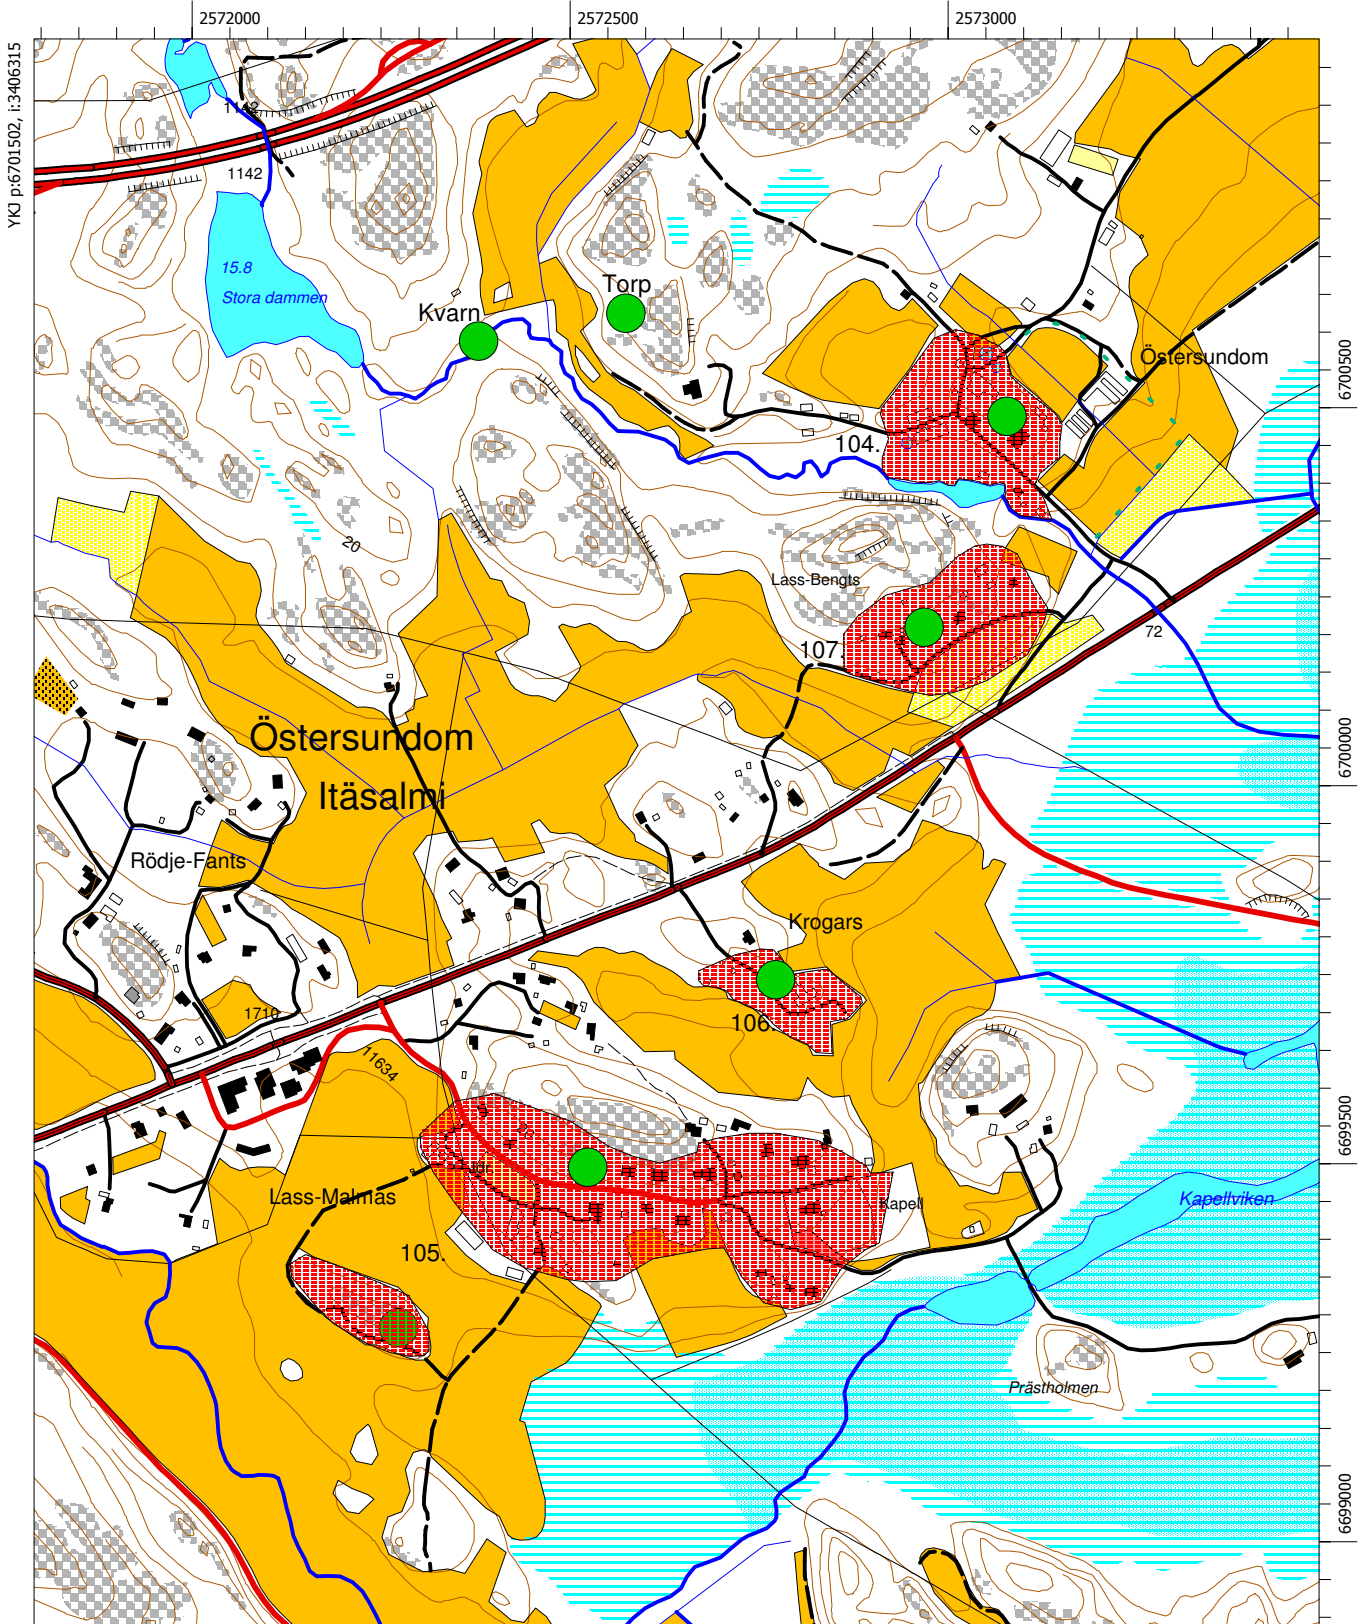 2572000
2572500
2573000
YKJ p:6701502, i:3406315
1142
1142
15.8
Stora dammen
Kvarn
Torp
Östersundom
6700500
104.
20
Lass-Bengts
107.
72
Östersundom
Itäsalmi
6700000
Rödje-Fants
Krogars
1710
106.
11634
6699500
Lass-Malmas
Kapell
Kapellviken
105.
Prästholmen
6699000